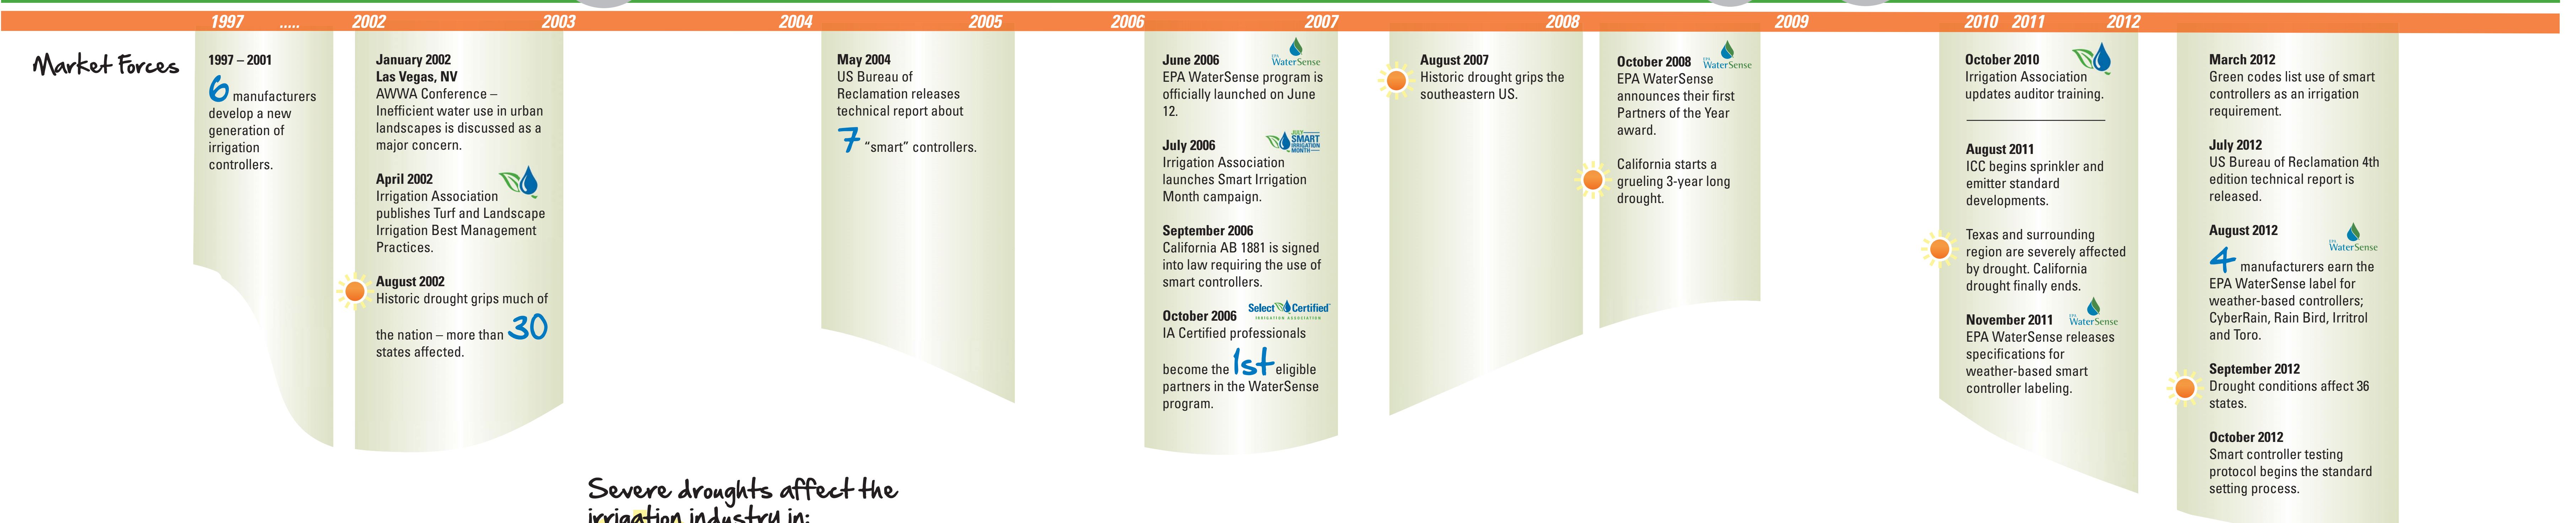 1997 ..... 2002 2003 2004 2005 2006 2007 2008 2009 2010 2011 2012
Market Forces
1997 – 2001
6 manufacturers
develop a new
generation of
irrigation
controllers.
January 2002
Las Vegas, NV
AWWA Conference –
Inefficient water use in urban
landscapes is discussed as a
major concern.
April 2002
Irrigation Association
publishes Turf and Landscape
Irrigation Best Management
Practices.
August 2002
Historic drought grips much of
the nation – more than 30
states affected.
May 2004
US Bureau of
Reclamation releases
technical report about
7 “smart” controllers.
June 2006
EPA
WaterSense
EPA WaterSense program is
officially launched on June
12.
July 2006
JULY
SMART
IRRIGATION
MONTH
Irrigation Association
launches Smart Irrigation
Month campaign.
September 2006
California AB 1881 is signed
into law requiring the use of
smart controllers.
October 2006
Select Certified
IRRIGATION ASSOCIATION
IA Certified professionals
become the 1st eligible
partners in the WaterSense
program.
August 2007
Historic drought grips the
southeastern US.
October 2008
EPA
WaterSense
EPA WaterSense
announces their first
Partners of the Year
award.
California starts a
grueling 3-year long
drought.
October 2010
Irrigation Association
updates auditor training.
August 2011
ICC begins sprinkler and
emitter standard
developments.
Texas and surrounding
region are severely affected
by drought. California
drought finally ends.
November 2011
EPA
WaterSense
EPA WaterSense releases
specifications for
weather-based smart
controller labeling.
March 2012
Green codes list use of smart
controllers as an irrigation
requirement.
July 2012
US Bureau of Reclamation 4th
edition technical report is
released.
August 2012
EPA
WaterSense
4 manufacturers earn the
EPA WaterSense label for
weather-based controllers;
CyberRain, Rain Bird, Irritrol
and Toro.
September 2012
Drought conditions affect 36
states.
October 2012
Smart controller testing
protocol begins the standard
setting process.
Severe droughts affect the
irrigation industry in: